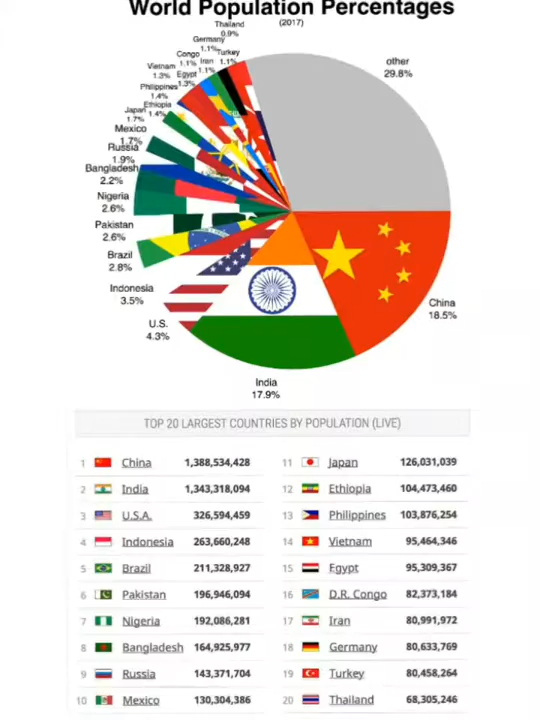 World Population Percentages
(2017)
Thailand
0.9%
Germany
1.1%
Turkey
1.1%
Congo
1.1%
Iran
1.1%
Vietnam
1.3%
Egypt
1.3%
Philippines
1.4%
Ethiopia
1.4%
Japan
1.7%
Mexico
1.7%
Russia
1.9%
Bangladesh
2.2%
Nigeria
2.6%
Pakistan
2.6%
Brazil
2.8%
Indonesia
3.5%
U.S.
4.3%
India
17.9%
China
18.5%
other
29.8%
TOP 20 LARGEST COUNTRIES BY POPULATION (LIVE)
1 China 1,388,534,428
2 India 1,343,318,094
3 U.S.A. 326,594,459
4 Indonesia 263,660,248
5 Brazil 211,328,927
6 Pakistan 196,946,094
7 Nigeria 192,086,281
8 Bangladesh 164,925,977
9 Russia 143,371,704
10 Mexico 130,304,386
11 Japan 126,031,039
12 Ethiopia 104,473,460
13 Philippines 103,876,254
14 Vietnam 95,464,346
15 Egypt 95,309,367
16 D.R. Congo 82,373,184
17 Iran 80,991,972
18 Germany 80,633,769
19 Turkey 80,458,264
20 Thailand 68,305,246